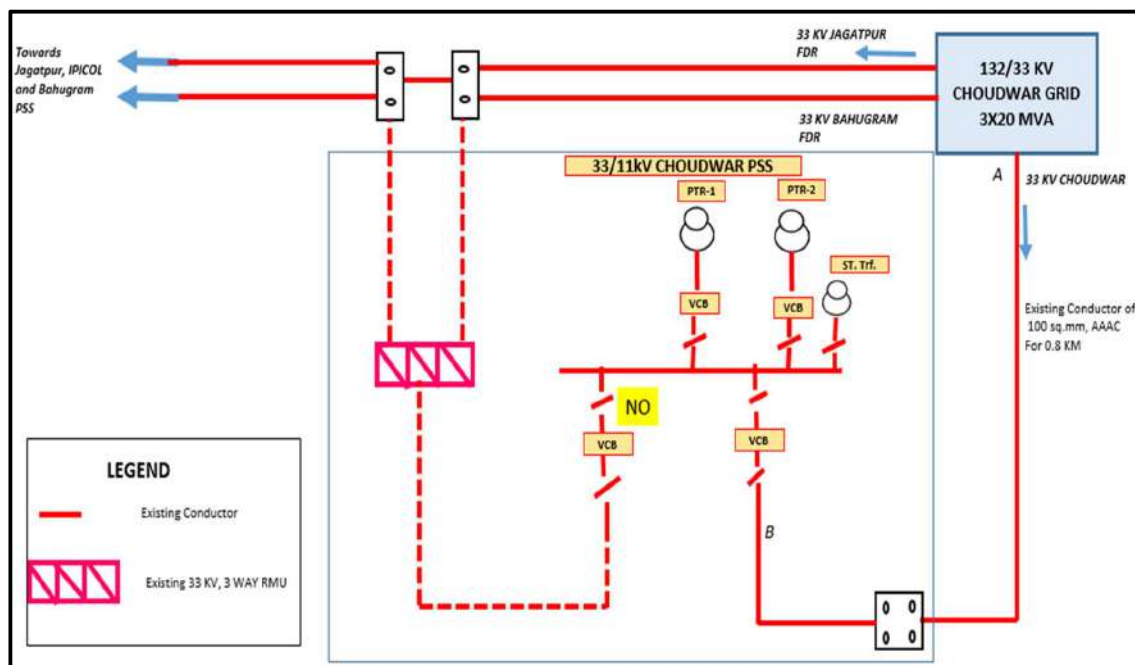 Towards
Jagatpur, IPICOL
and Bahugram
PSS
33 KV JAGATPUR
FDR
132/33 KV
CHOUDWAR GRID
3X20 MVA
33 KV BAHUGRAM
FDR
A
33 KV CHOUDWAR
33/11kV CHOUDWAR PSS
PTR-1
PTR-2
ST. Trf.
VCB
VCB
Existing Conductor of
100 sq.mm, AAAC
For 0.8 KM
NO
VCB
VCB
B
LEGEND
Existing Conductor
Existing 33 KV, 3 WAY RMU